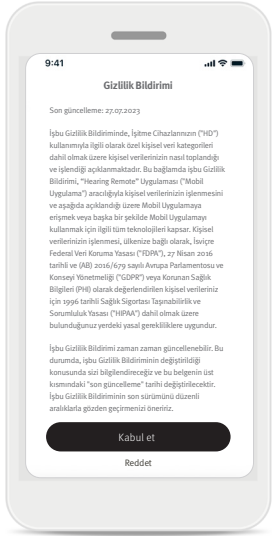 9:41
Gizlilik Bildirimi
Son güncelleme: 27.07.2023
İşbu Gizlilik Bildiriminde, İşitme Cihazlarınızın ("HD")
kullanımıyla ilgili olarak özel kişisel veri kategorileri
dahil olmak üzere kişisel verilerinizin nasıl toplandığı
ve işlendiği açıklanmaktadır. Bu bağlamda işbu Gizlilik
Bildirimi, “Hearing Remote” Uygulaması ("Mobil
Uygulama") aracılığıyla kişisel verilerinizin işlenmesini
ve aşağıda açıklandığı üzere Mobil Uygulamaya
erişmek veya başka bir şekilde Mobil Uygulamayı
kullanmak için ilgili tüm teknolojileri kapsar. Kişisel
verilerinizin işlenmesi, ülkenize bağlı olarak, İsviçre
Federal Veri Koruma Yasası ("FDPA"), 27 Nisan 2016
tarihli ve (AB) 2016/679 sayılı Avrupa Parlamentosu ve
Konseyi Yönetmeliği ("GDPR") veya Korunan Sağlık
Bilgileri (PHI) olarak değerlendirilen kişisel verileriniz
için 1996 tarihli Sağlık Sigortası Taşınabilirlik ve
Sorumluluk Yasası ("HIPAA") dahil olmak üzere
bulunduğunuz yerdeki yasal gerekliliklere uygundur.
İşbu Gizlilik Bildirimi zaman zaman güncellenebilir. Bu
durumda, işbu Gizlilik Bildiriminin değiştirildiği
konusunda sizi bilgilendireceğiz ve bu belgenin üst
kısmındaki "son güncelleme" tarihi değiştirilecektir.
İşbu Gizlilik Bildiriminin son sürümünü düzenli
aralıklarla gözden geçirmenizi öneririz.
Kabul et
Reddet